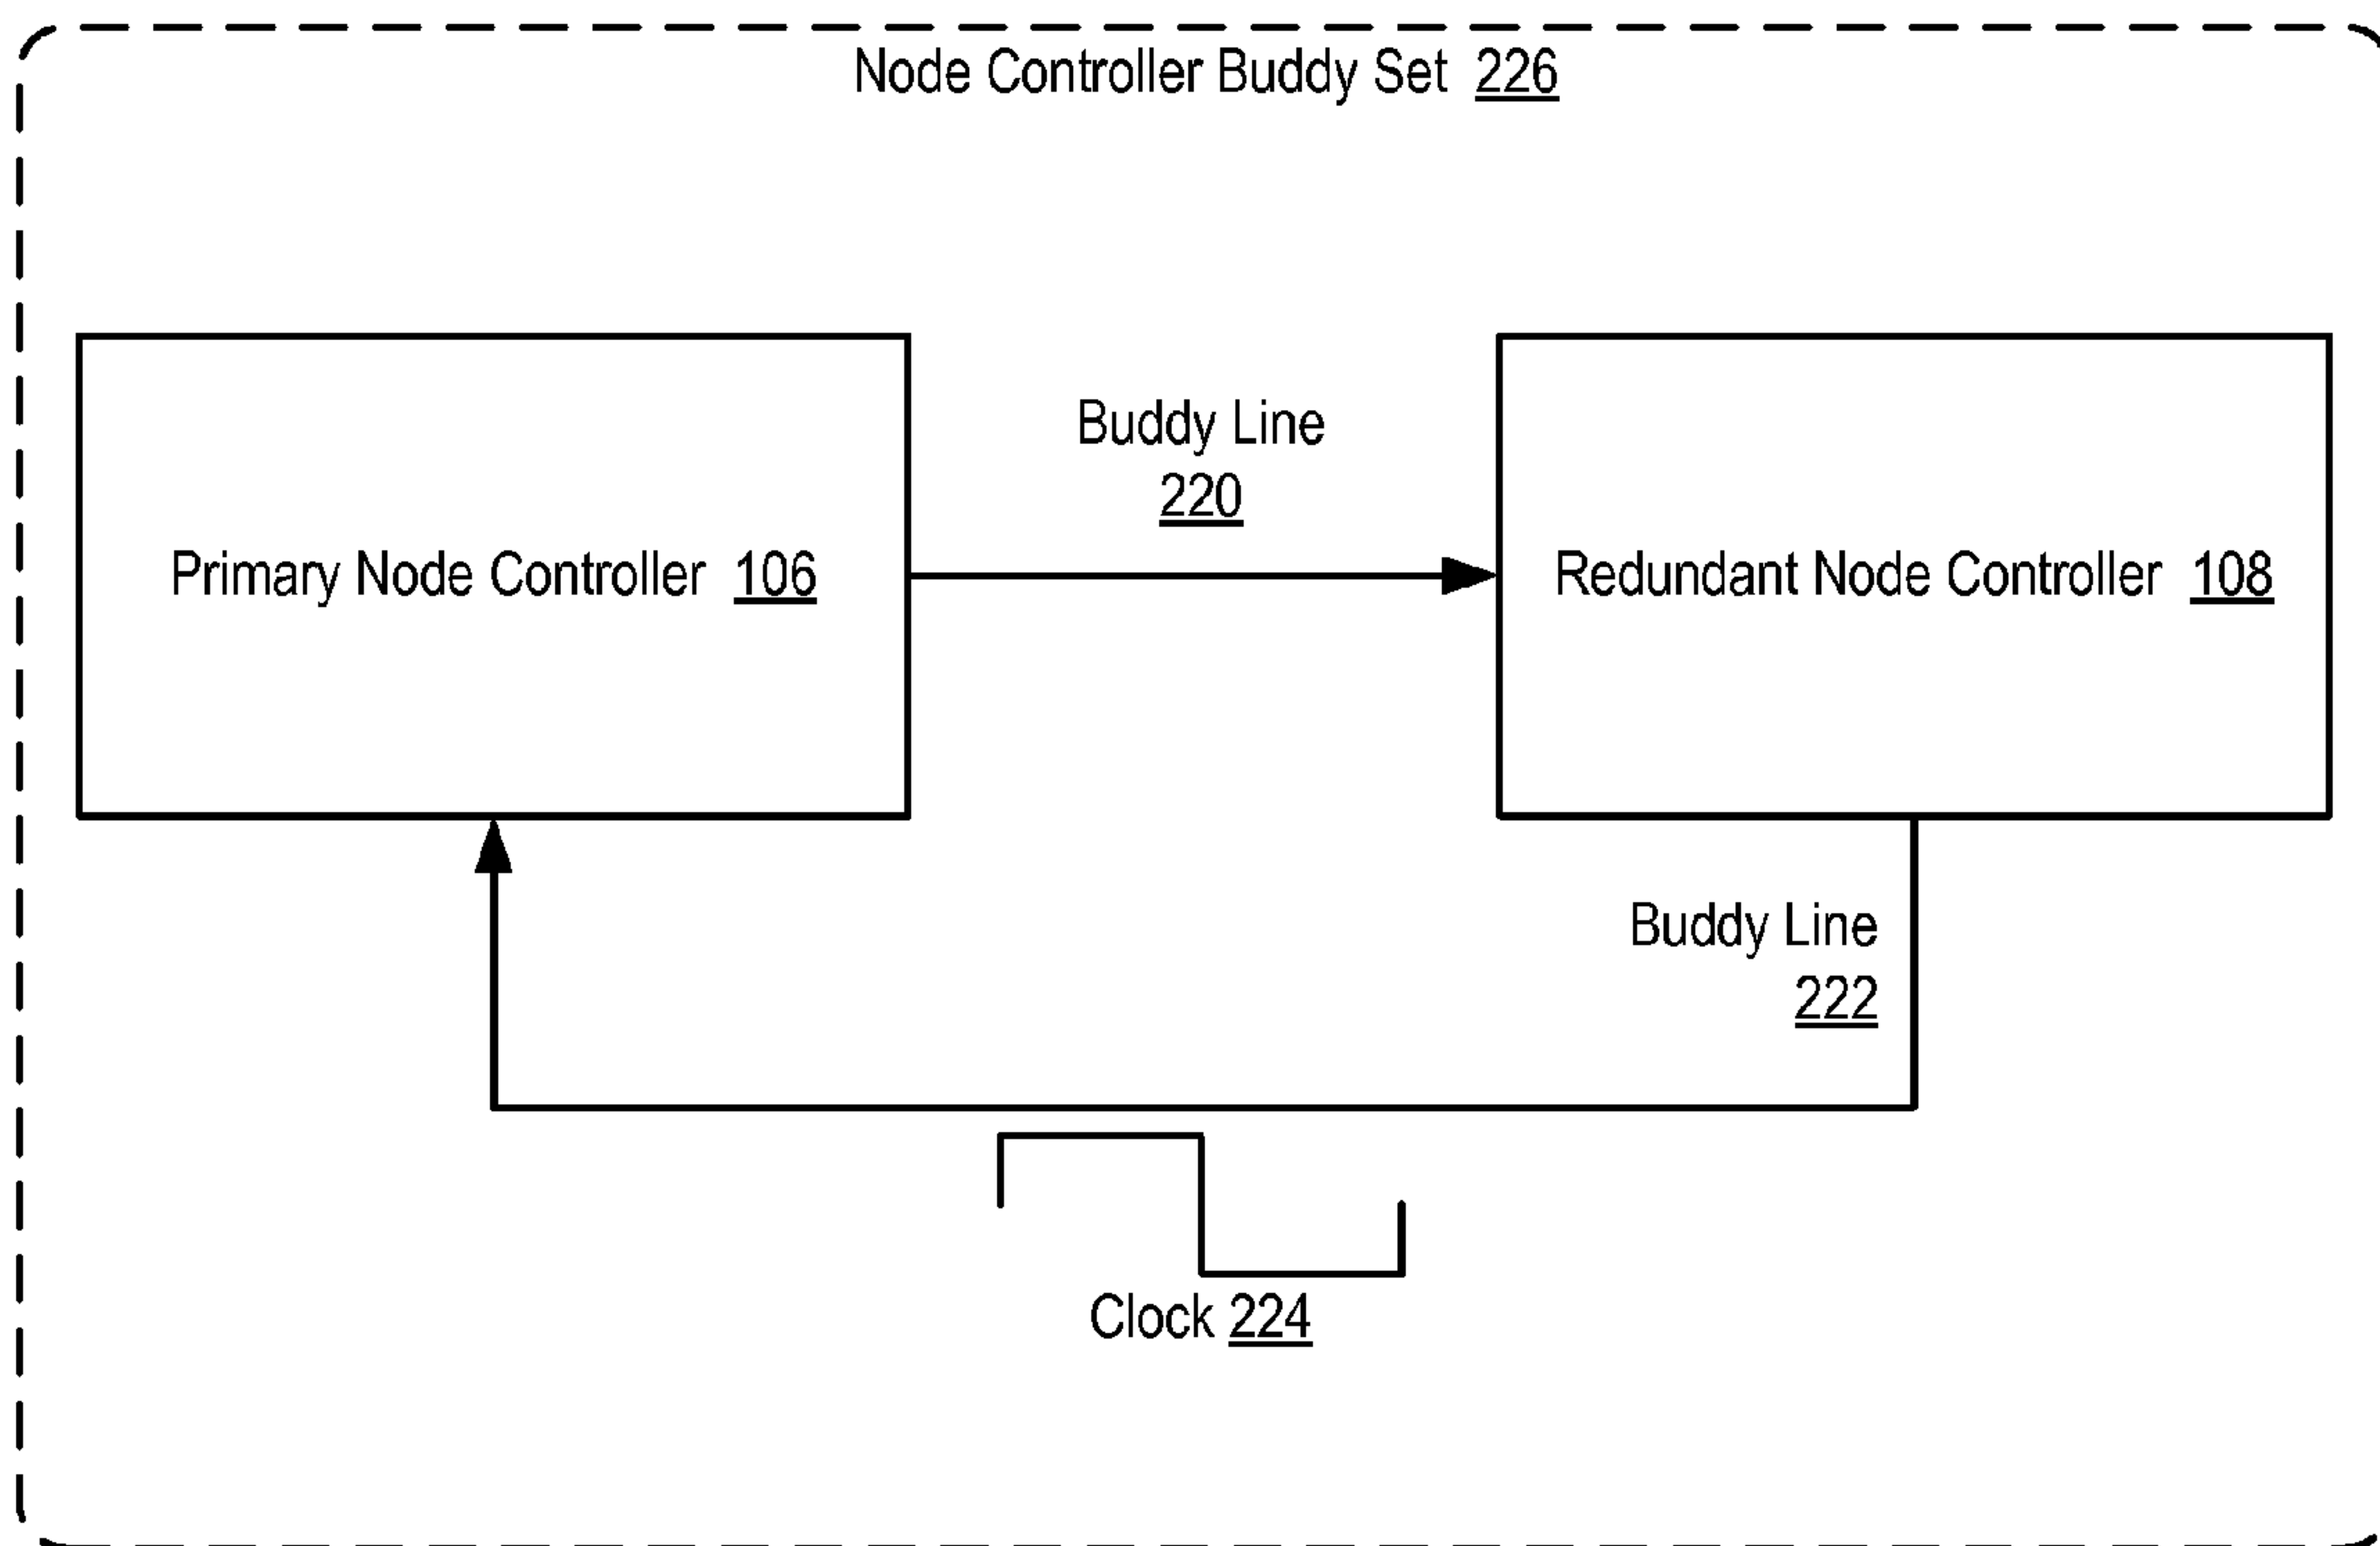 Node Controller Buddy Set 226
Buddy Line
220
Primary Node Controller 106
Redundant Node Controller 108
Buddy Line
222
Clock 224